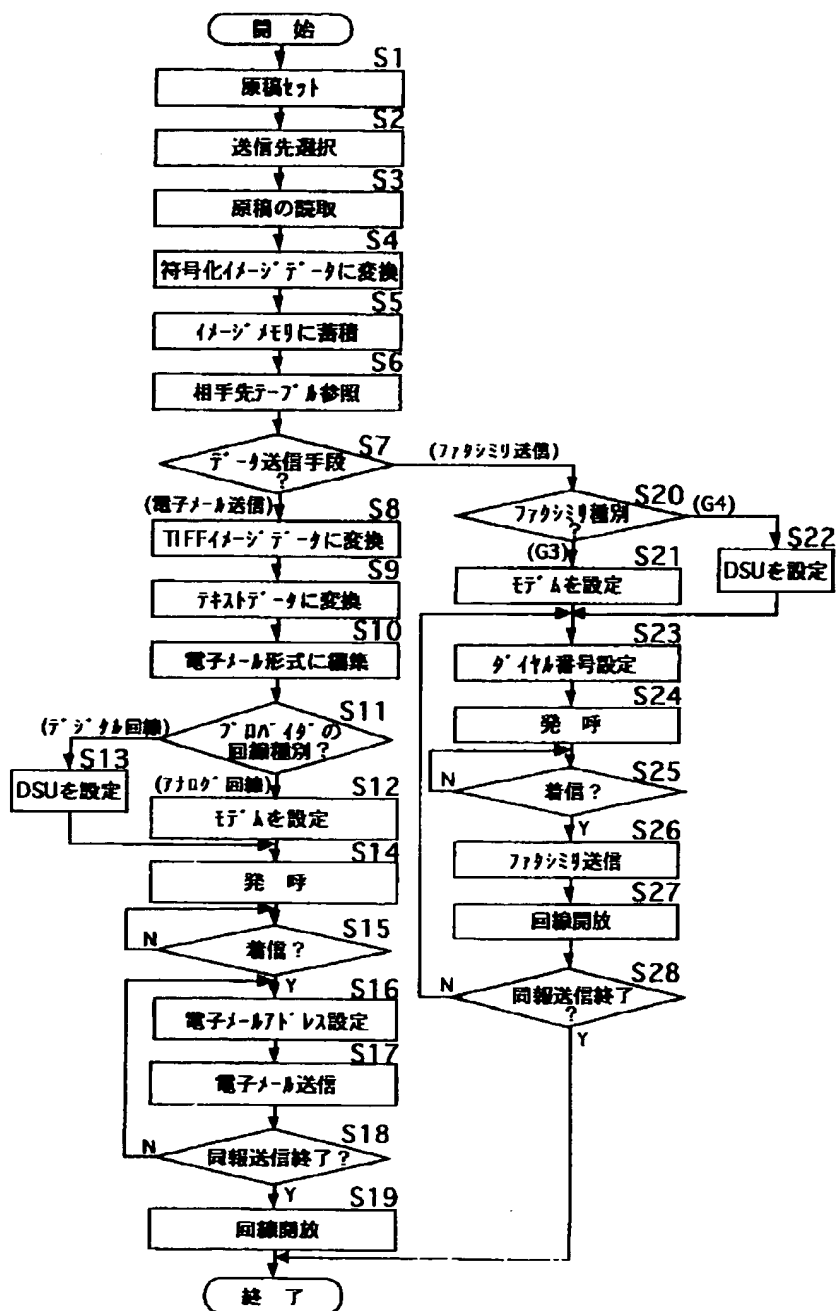 開 始
S1
原稿セット
S2
送信先選択
S3
原稿の読取
S4
符号化イメージデータに変換
S5
イメージメモリに蓄積
S6
相手先テーブル参照
S7
データ送信手段
?
(ファクシミリ送信)
(電子メール送信)
S8
TIFFイメージデータに変換
S9
テキストデータに変換
S10
電子メール形式に編集
S11
プロバイダの
回線種別?
(デジタル回線)
S13
DSUを設定
(アナログ回線)
S12
モデムを設定
S14
発 呼
S15
着信?
N
Y
S16
電子メールアドレス設定
S17
電子メール送信
S18
同報送信終了?
N
Y
S19
回線開放
終 了
S20
ファクシミリ種別
?
(G4)
(G3)
S21
モデムを設定
S22
DSUを設定
S23
ダイヤル番号設定
S24
発 呼
S25
着信?
N
Y
S26
ファクシミリ送信
S27
回線開放
S28
同報送信終了
?
N
Y